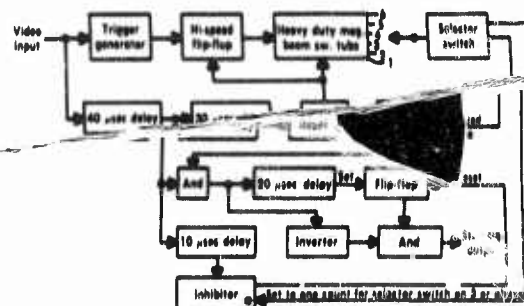 Video
input
Trigger
generator
Hi-speed
flip-flop
Heavy duty mag.
beam sw. tube
1
Selector
switch
40 μsec delay
And
20 μsec delay
Set
Flip-flop
10 μsec delay
Inverter
And
output
Inhibitor
Set to one count for selector switch on 2 or above